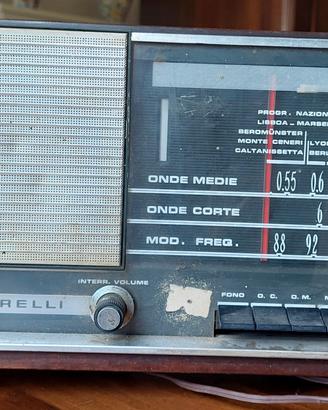 PROGR. NAZION
LISBOA - MARSE
BEROMÜNSTER
MONTE CENERI LYO
CALTANISSETTA BER
ONDE MEDIE 0.55 0.6
ONDE CORTE 6
MOD. FREQ. 88 92
INTERR. VOLUME
RELLI
FONO O.C. O.M. M